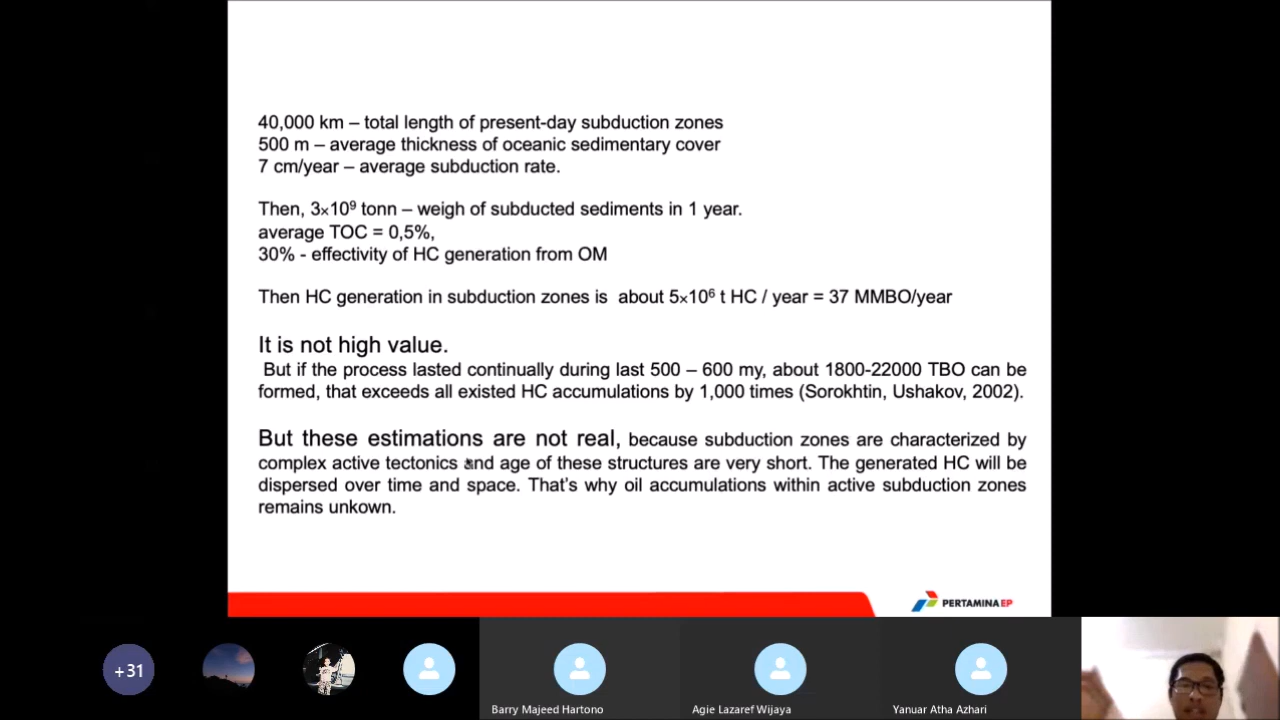 40,000 km – total length of present-day subduction zones
500 m – average thickness of oceanic sedimentary cover
7 cm/year – average subduction rate.
Then, 3×10⁹ tonn – weigh of subducted sediments in 1 year.
average TOC = 0,5%,
30% - effectivity of HC generation from OM
Then HC generation in subduction zones is about 5×10⁶ t HC / year = 37 MMBO/year
It is not high value.
But if the process lasted continually during last 500 – 600 my, about 1800-22000 TBO can be
formed, that exceeds all existed HC accumulations by 1,000 times (Sorokhtin, Ushakov, 2002).
But these estimations are not real, because subduction zones are characterized by
complex active tectonics and age of these structures are very short. The generated HC will be
dispersed over time and space. That's why oil accumulations within active subduction zones
remains unkown.
PERTAMINA EP
+31
Barry Majeed Hartono
Agie Lazaref Wijaya
Yanuar Atha Azhari